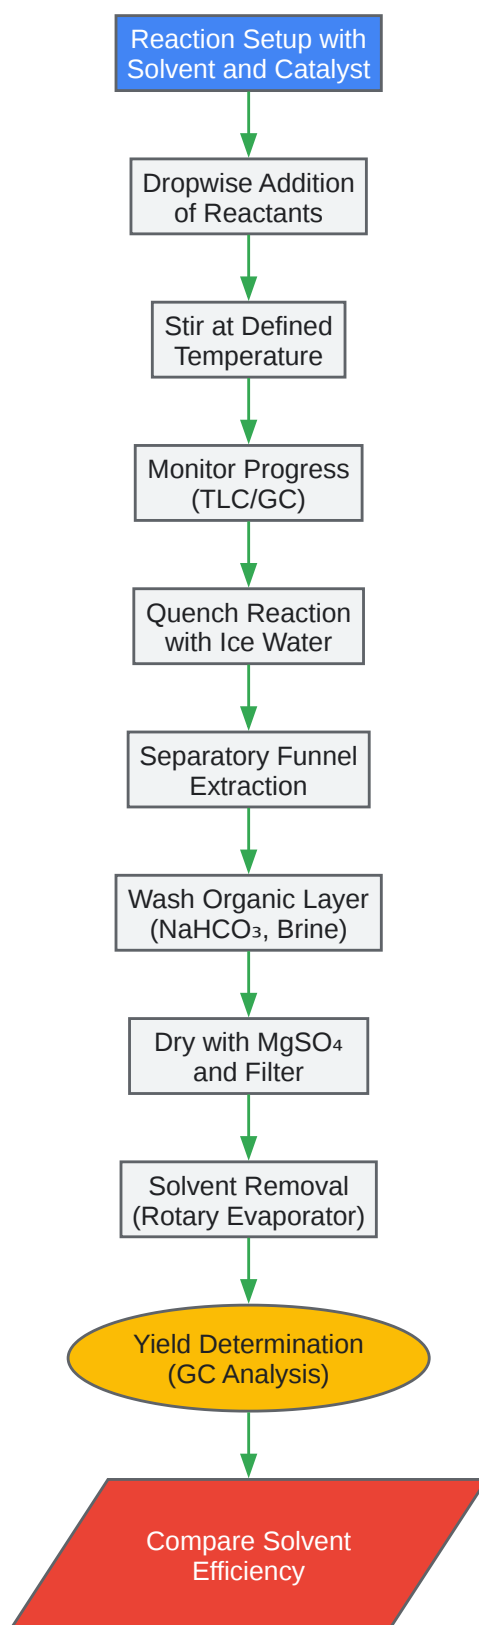 Reaction Setup with
Solvent and Catalyst
Dropwise Addition
of Reactants
Stir at Defined
Temperature
Monitor Progress
(TLC/GC)
Quench Reaction
with Ice Water
Separatory Funnel
Extraction
Wash Organic Layer
(NaHCO₃, Brine)
Dry with MgSO₄
and Filter
Solvent Removal
(Rotary Evaporator)
Yield Determination
(GC Analysis)
Compare Solvent
Efficiency